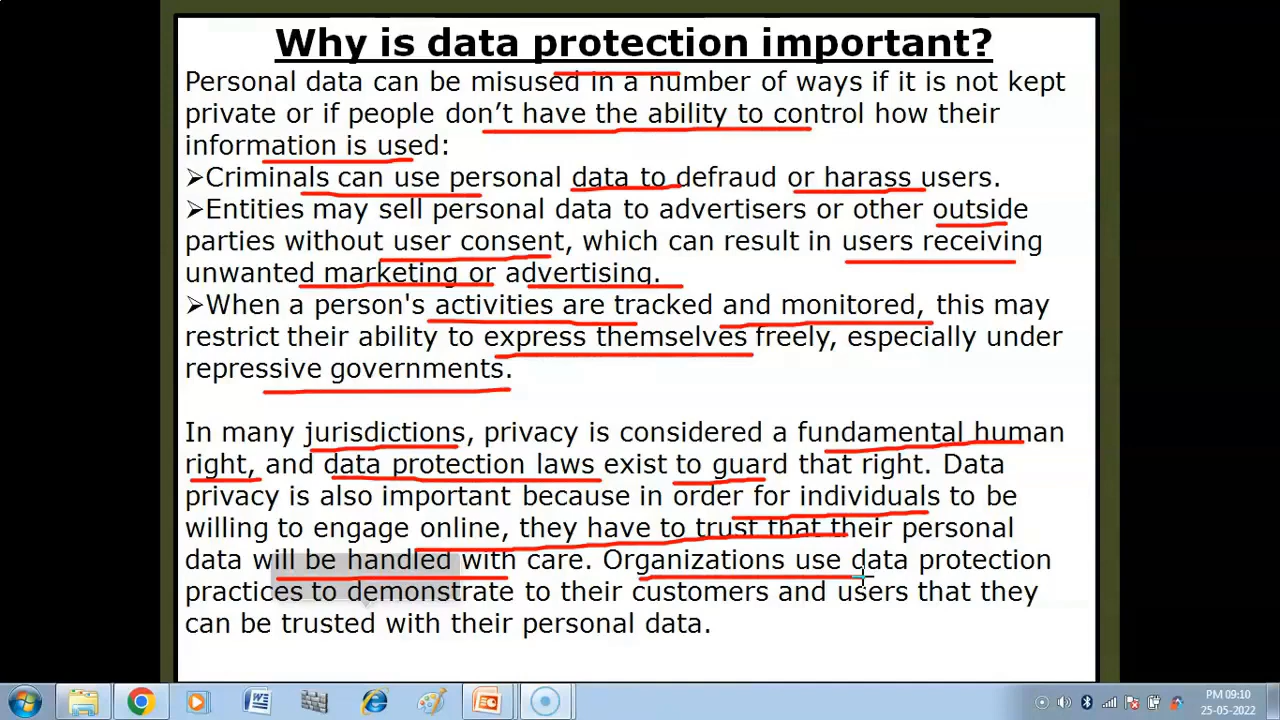 Why is data protection important?
Personal data can be misused in a number of ways if it is not kept
private or if people don’t have the ability to control how their
information is used:
➢Criminals can use personal data to defraud or harass users.
➢Entities may sell personal data to advertisers or other outside
parties without user consent, which can result in users receiving
unwanted marketing or advertising.
➢When a person's activities are tracked and monitored, this may
restrict their ability to express themselves freely, especially under
repressive governments.
In many jurisdictions, privacy is considered a fundamental human
right, and data protection laws exist to guard that right. Data
privacy is also important because in order for individuals to be
willing to engage online, they have to trust that their personal
data will be handled with care. Organizations use data protection
practices to demonstrate to their customers and users that they
can be trusted with their personal data.
PM 09:10
25-05-2022